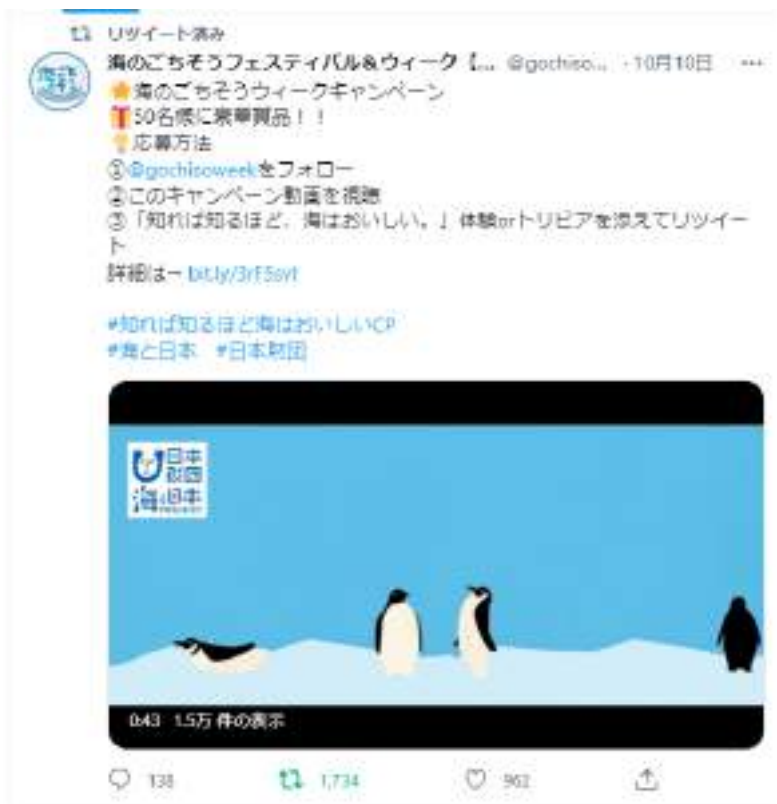 リツイート済み
海のごちそうフェスティバル&ウィーク【... @gochiso... · 10月10日
海のごちそうウィークキャンペーン
50名様に豪華賞品！！
応募方法
①@gochisoweekをフォロー
②このキャンペーン動画を視聴
③「知れば知るほど、海はおいしい。」体験orトリビアを添えてリツイー
ト
詳細は→
#知れば知るほど海はおいしいCP
#海と日本 #日本財団
日本
財団
海と日本
0:43 1.5万 件の表示
138 1,734 962